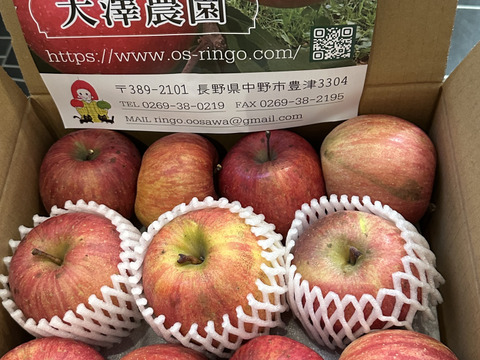 大澤農園
https://www.os-ringo.com/
〒389-2101 長野県中野市豊津3304
TEL 0269-38-0219 FAX 0269-38-2195
MAIL ringo.oosawa@gmail.com